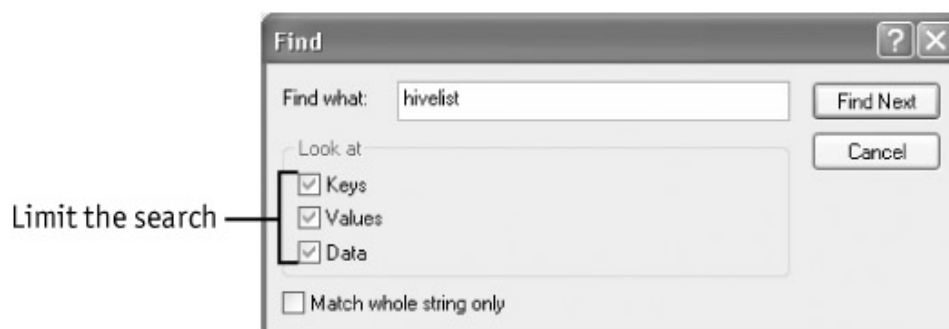 Find
Find what: hivelist Find Next
Look at Cancel
Keys
Limit the search Values
Data
Match whole string only